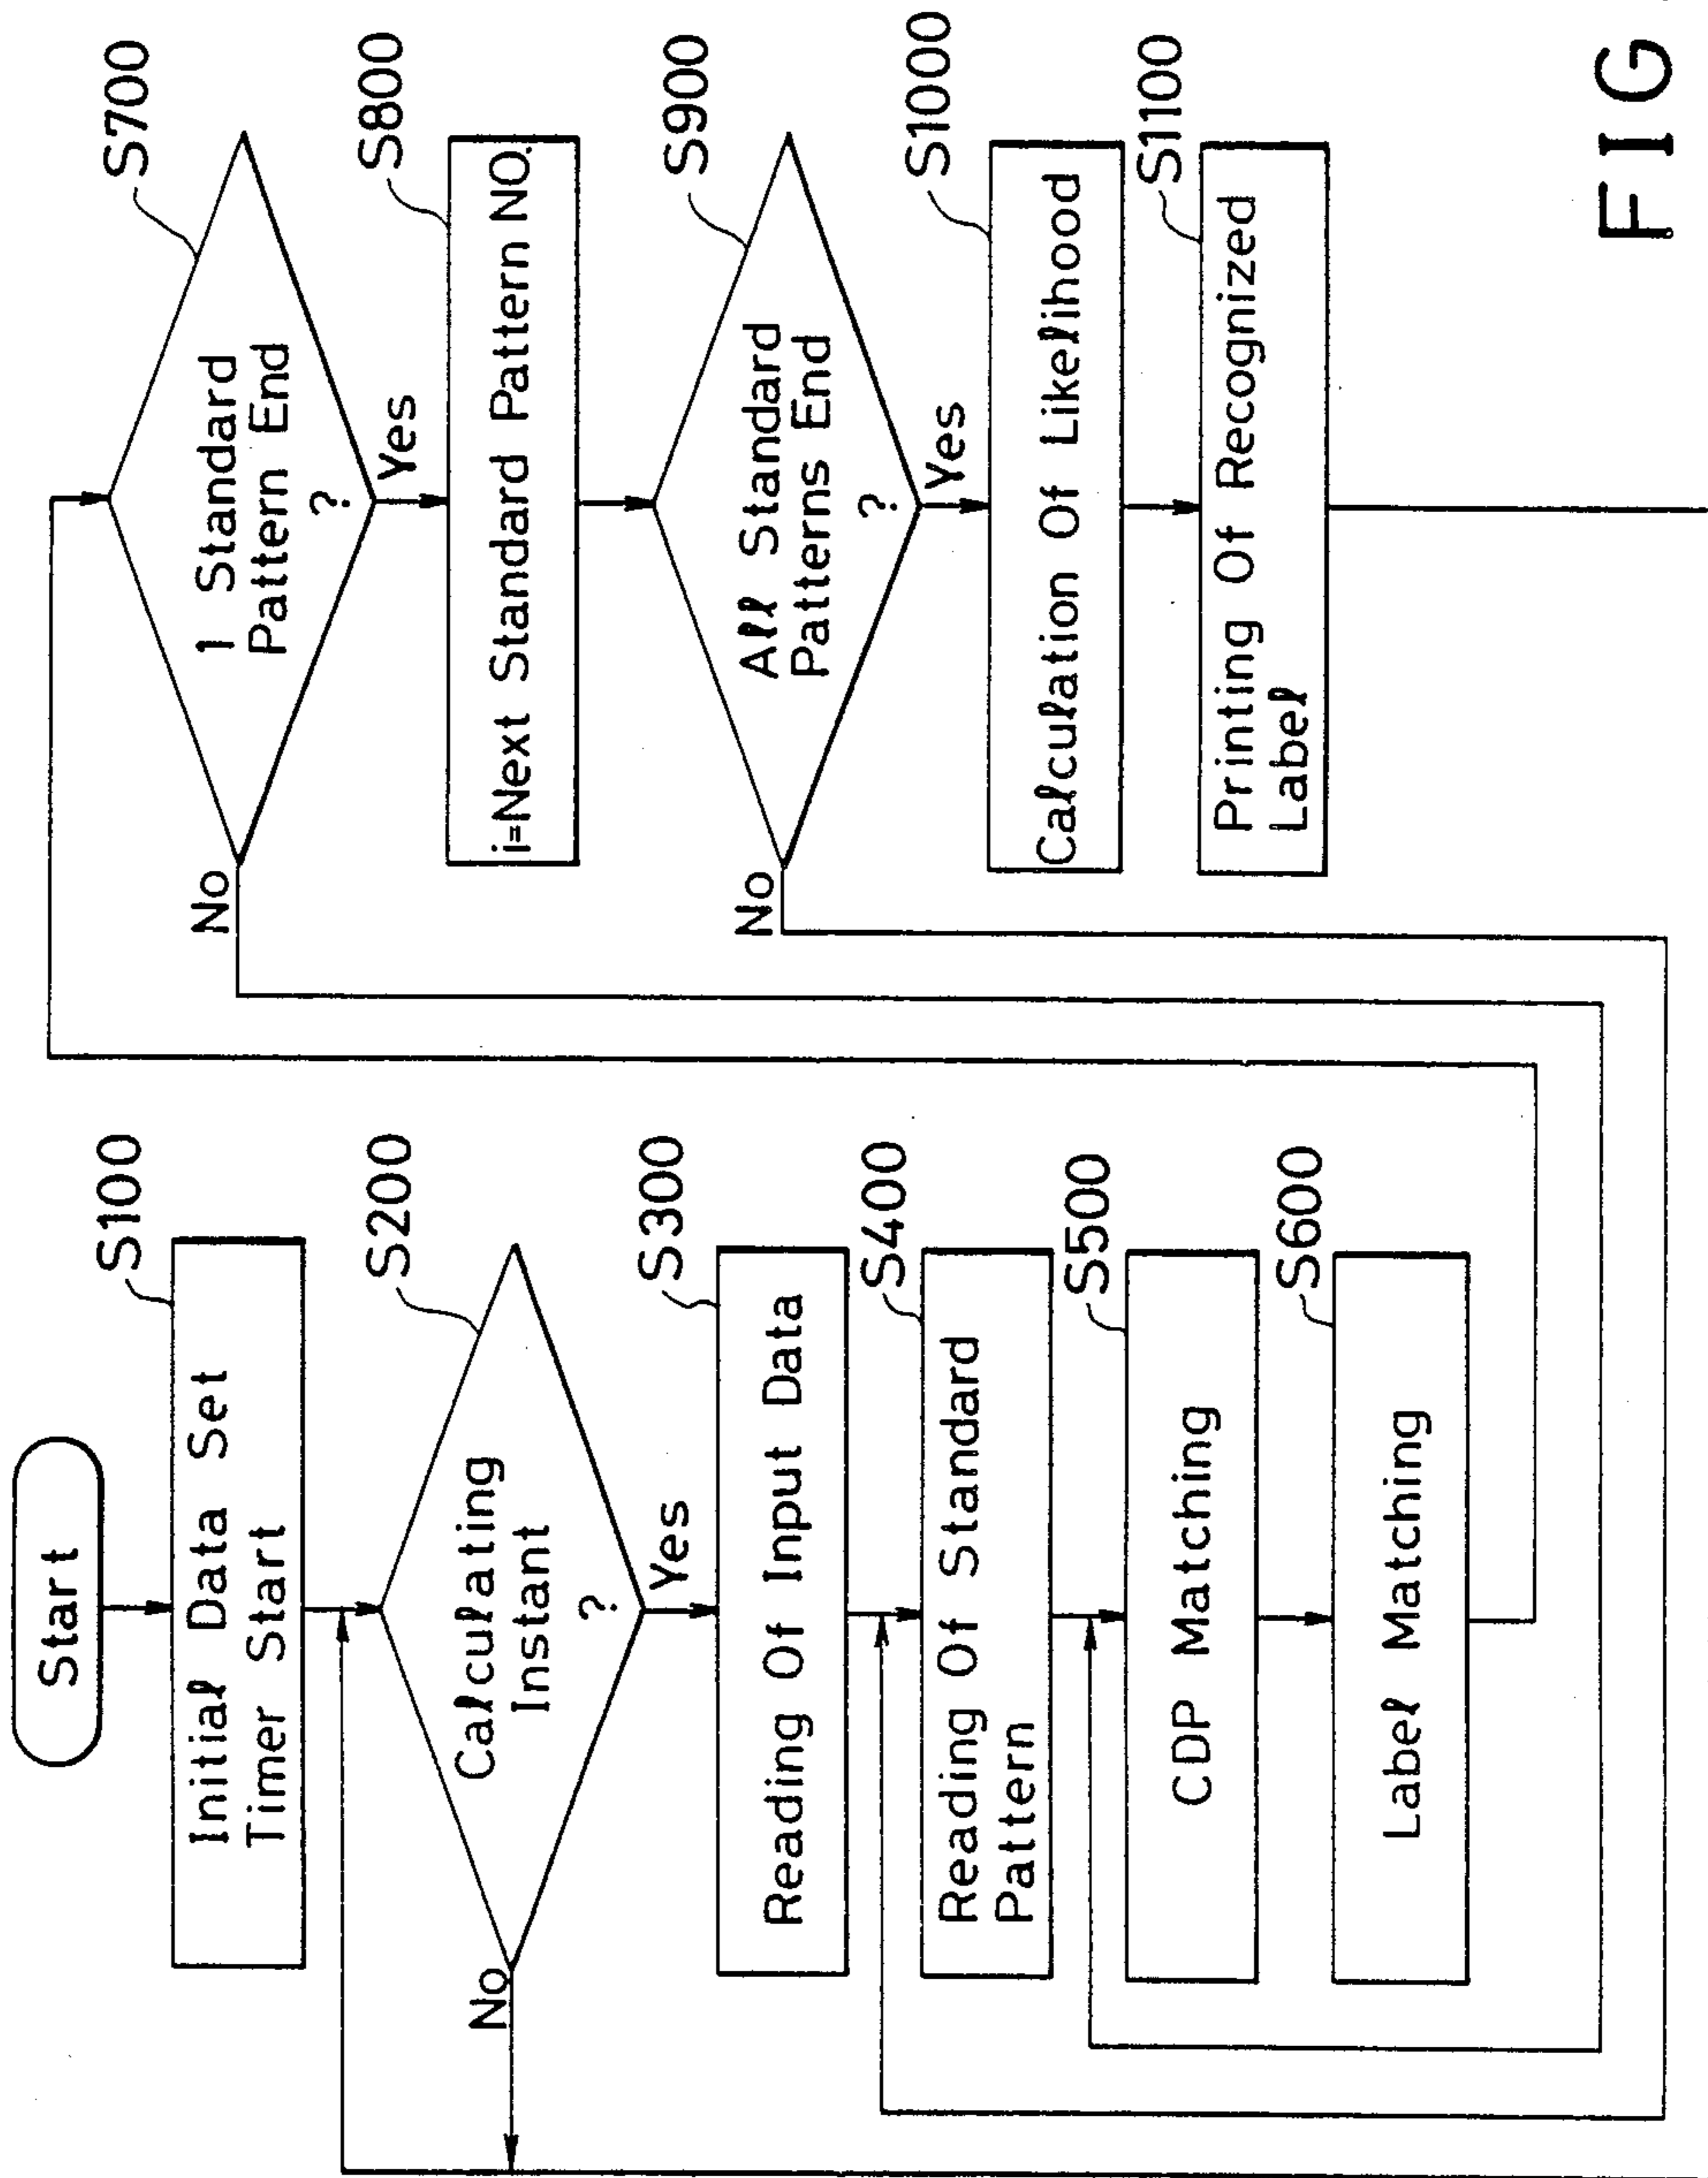 Start
S100
Initial Data Set
Timer Start
S200
Calculating
Instant
?
No
Yes
S300
Reading Of Input Data
S400
Reading Of Standard
Pattern
S500
CDP Matching
S600
Label Matching
S700
1 Standard
Pattern End
?
No
Yes
S800
i=Next Standard Pattern NO.
S900
All Standard
Patterns End
?
No
Yes
S1000
Calculation Of Likelihood
S1100
Printing Of Recognized
Label
FIG